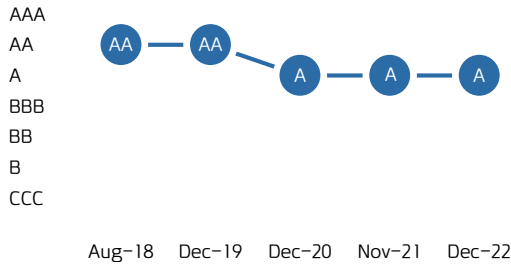 AAA
AA AA AA
A A A A
BBB
BB
B
CCC
Aug–18 Dec–19 Dec–20 Nov–21 Dec–22